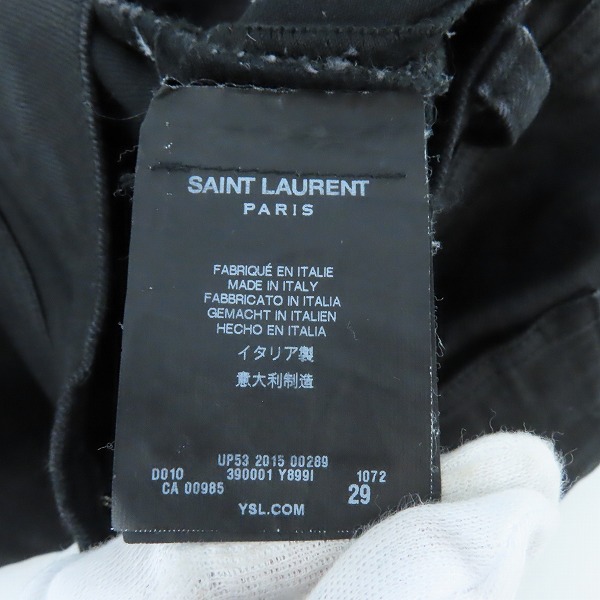 SAINT LAURENT
PARIS
FABRIQUÉ EN ITALIE
MADE IN ITALY
FABBRICATO IN ITALIA
GEMACHT IN ITALIEN
HECHO EN ITALIA
イタリア製
意大利制造
UP53 2015 00289
D010 390001 Y899I 1072
CA 00985 29
YSL.COM